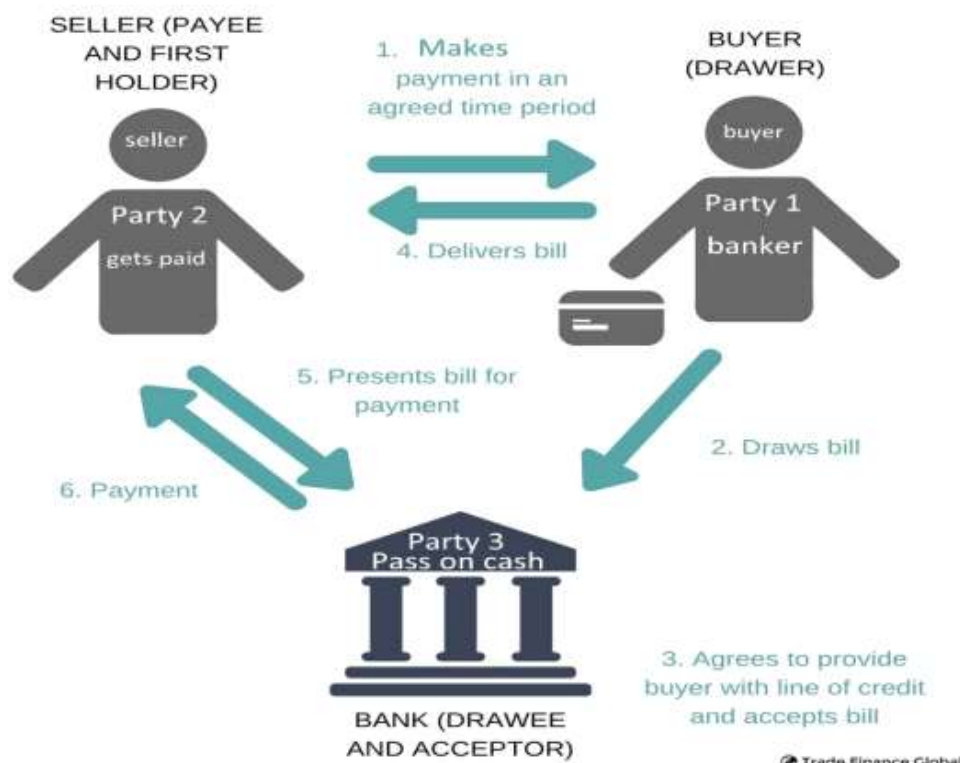 SELLER (PAYEE
AND FIRST
HOLDER)
1. Makes
payment in an
agreed time period
BUYER
(DRAWER)
seller
buyer
Party 2
gets paid
Party 1
banker
4. Delivers bill
5. Presents bill for
payment
2. Draws bill
6. Payment
Party 3
Pass on cash
3. Agrees to provide
buyer with line of credit
and accepts bill
BANK (DRAWEE
AND ACCEPTOR)
Trade Finance Global